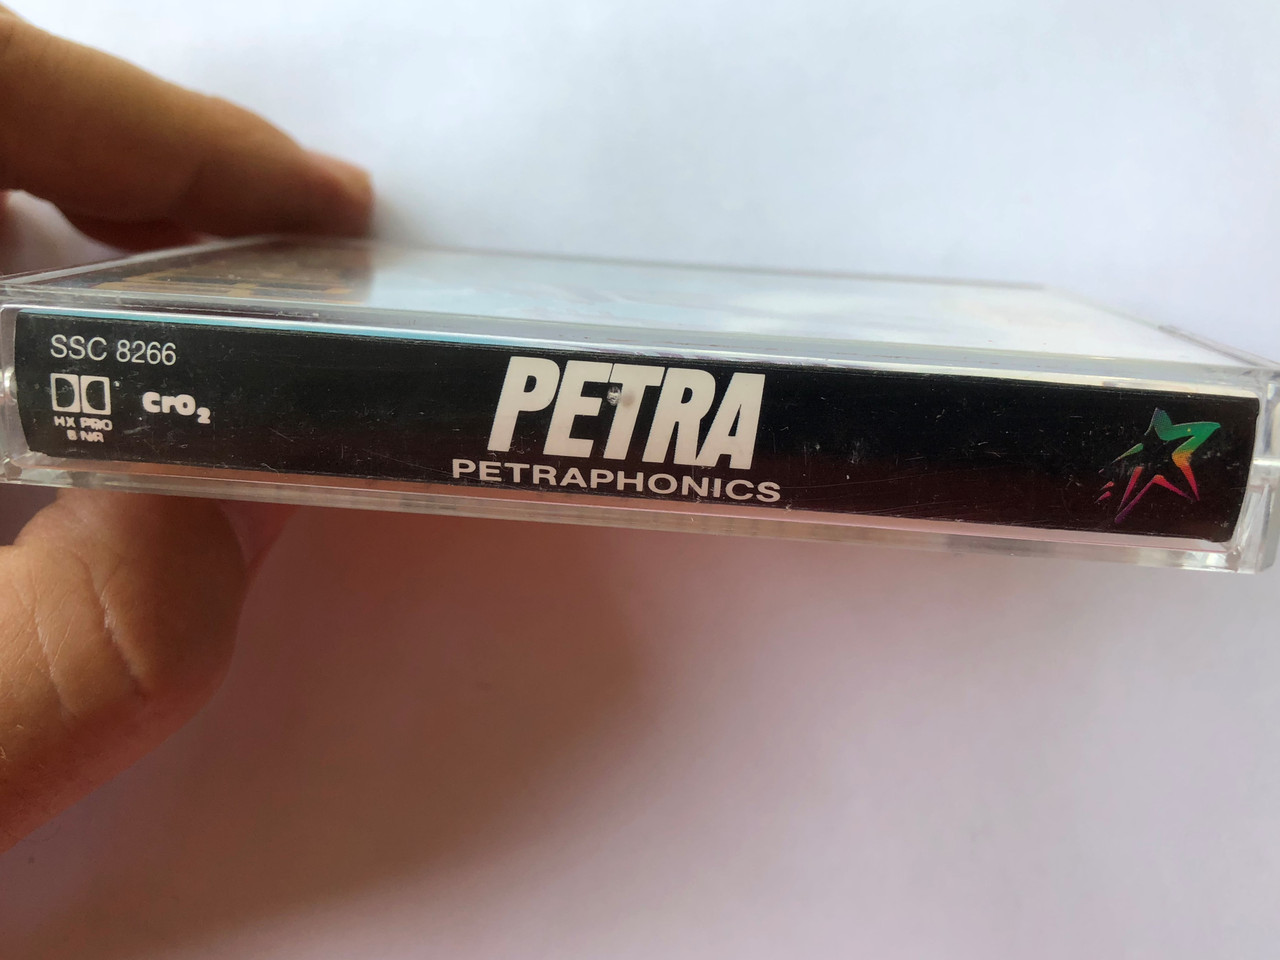 SSC 8266
HX PRO
B NR
crO2
PETRA
PETRAPHONICS